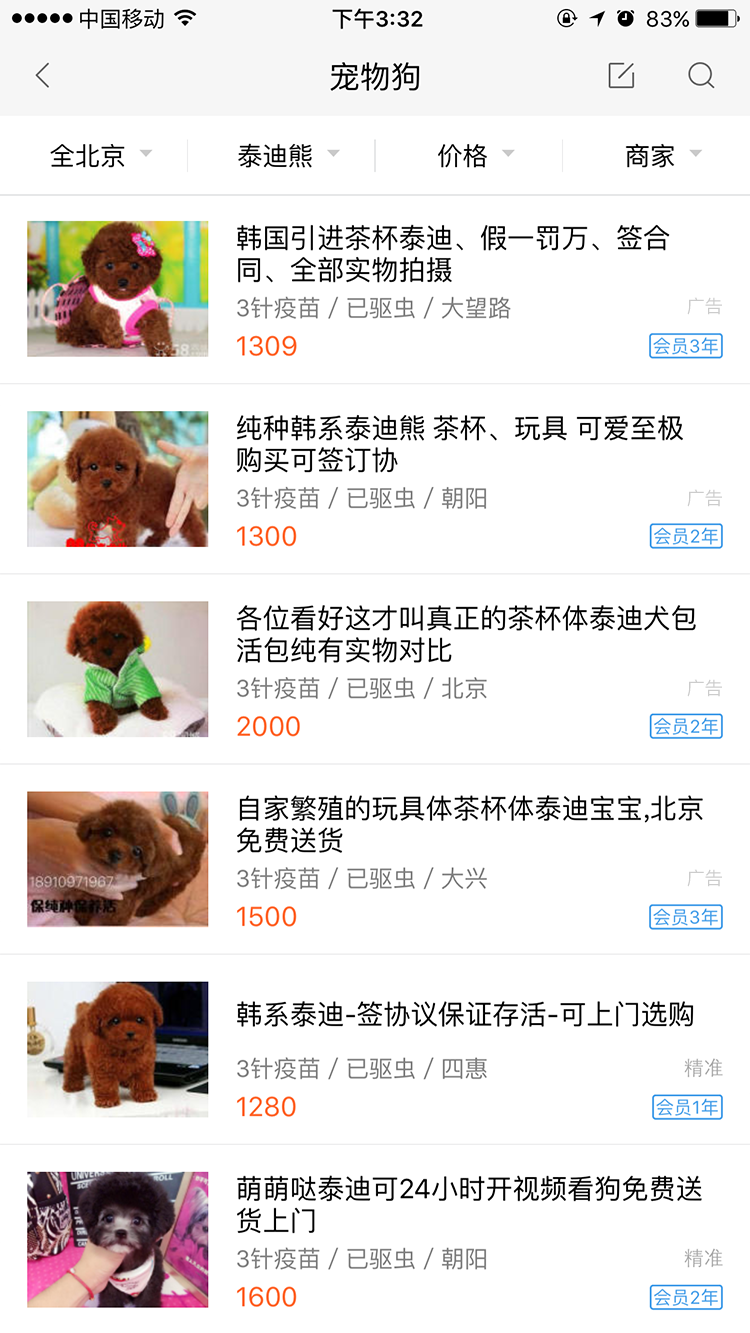 中国移动
下午3:32
83%
宠物狗
全北京
泰迪熊
价格
商家
韩国引进茶杯泰迪、假一罚万、签合
同、全部实物拍摄
3针疫苗 / 已驱虫 / 大望路
广告
1309
会员3年
58
纯种韩系泰迪熊 茶杯、玩具 可爱至极
购买可签订协
3针疫苗 / 已驱虫 / 朝阳
广告
1300
会员2年
各位看好这才叫真正的茶杯体泰迪犬包
活包纯有实物对比
3针疫苗 / 已驱虫 / 北京
广告
2000
会员2年
自家繁殖的玩具体茶杯体泰迪宝宝,北京
免费送货
3针疫苗 / 已驱虫 / 大兴
广告
1500
会员3年
18910971967
保纯种保养活
韩系泰迪-签协议保证存活-可上门选购
3针疫苗 / 已驱虫 / 四惠
精准
1280
会员1年
萌萌哒泰迪可24小时开视频看狗免费送
货上门
3针疫苗 / 已驱虫 / 朝阳
精准
1600
会员2年